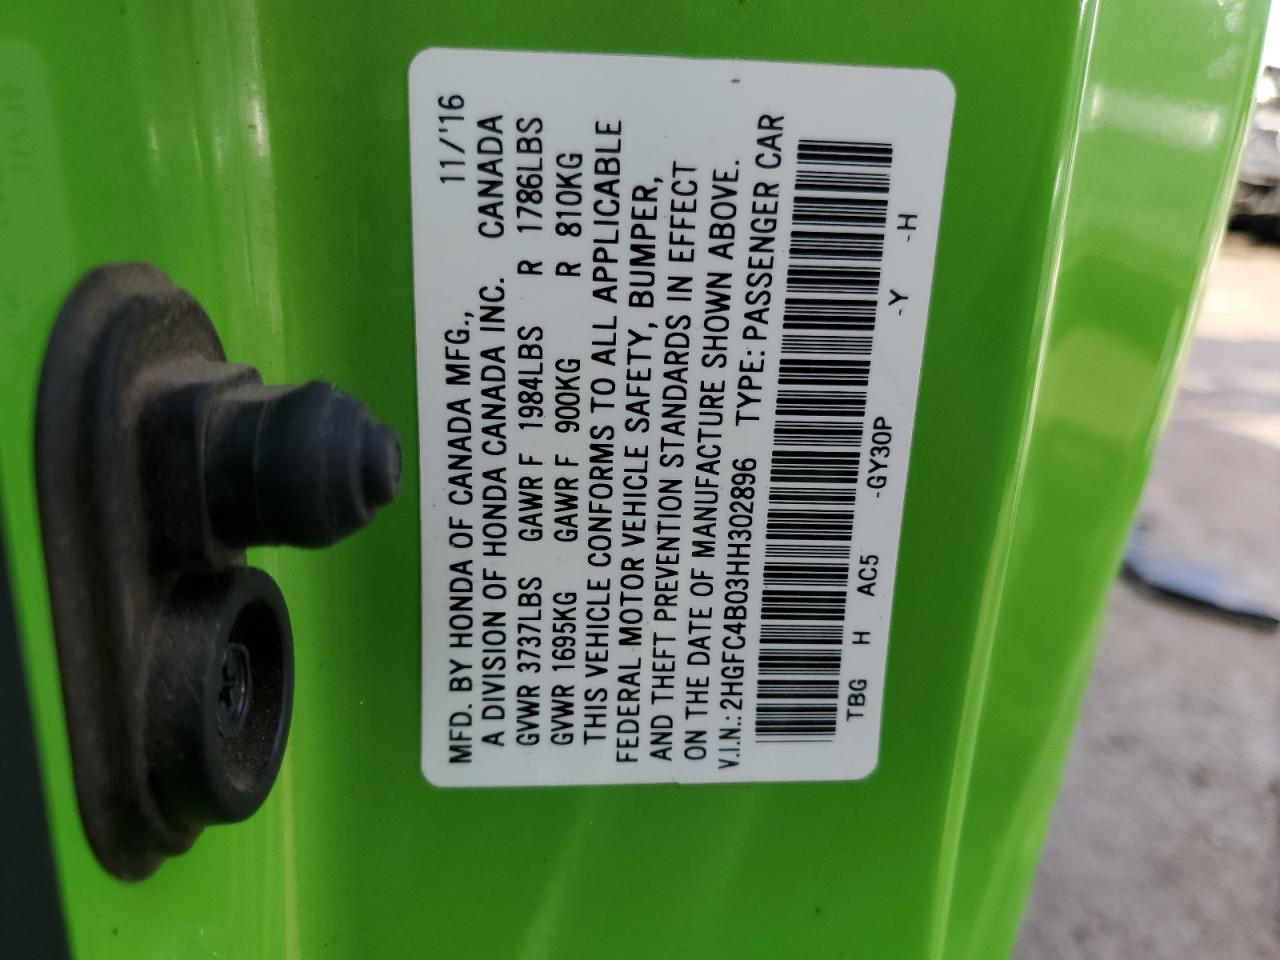 MFD. BY HONDA OF CANADA MFG., 11/'16
A DIVISION OF HONDA CANADA INC. CANADA
GVWR 3737LBS GAWR F 1984LBS R 1786LBS
GVWR 1695KG GAWR F 900KG R 810KG
THIS VEHICLE CONFORMS TO ALL APPLICABLE
FEDERAL MOTOR VEHICLE SAFETY, BUMPER,
AND THEFT PREVENTION STANDARDS IN EFFECT
ON THE DATE OF MANUFACTURE SHOWN ABOVE.
V.I.N.: 2HGFC4B03HH302896 TYPE: PASSENGER CAR
TBG H AC5 -GY30P -Y -H